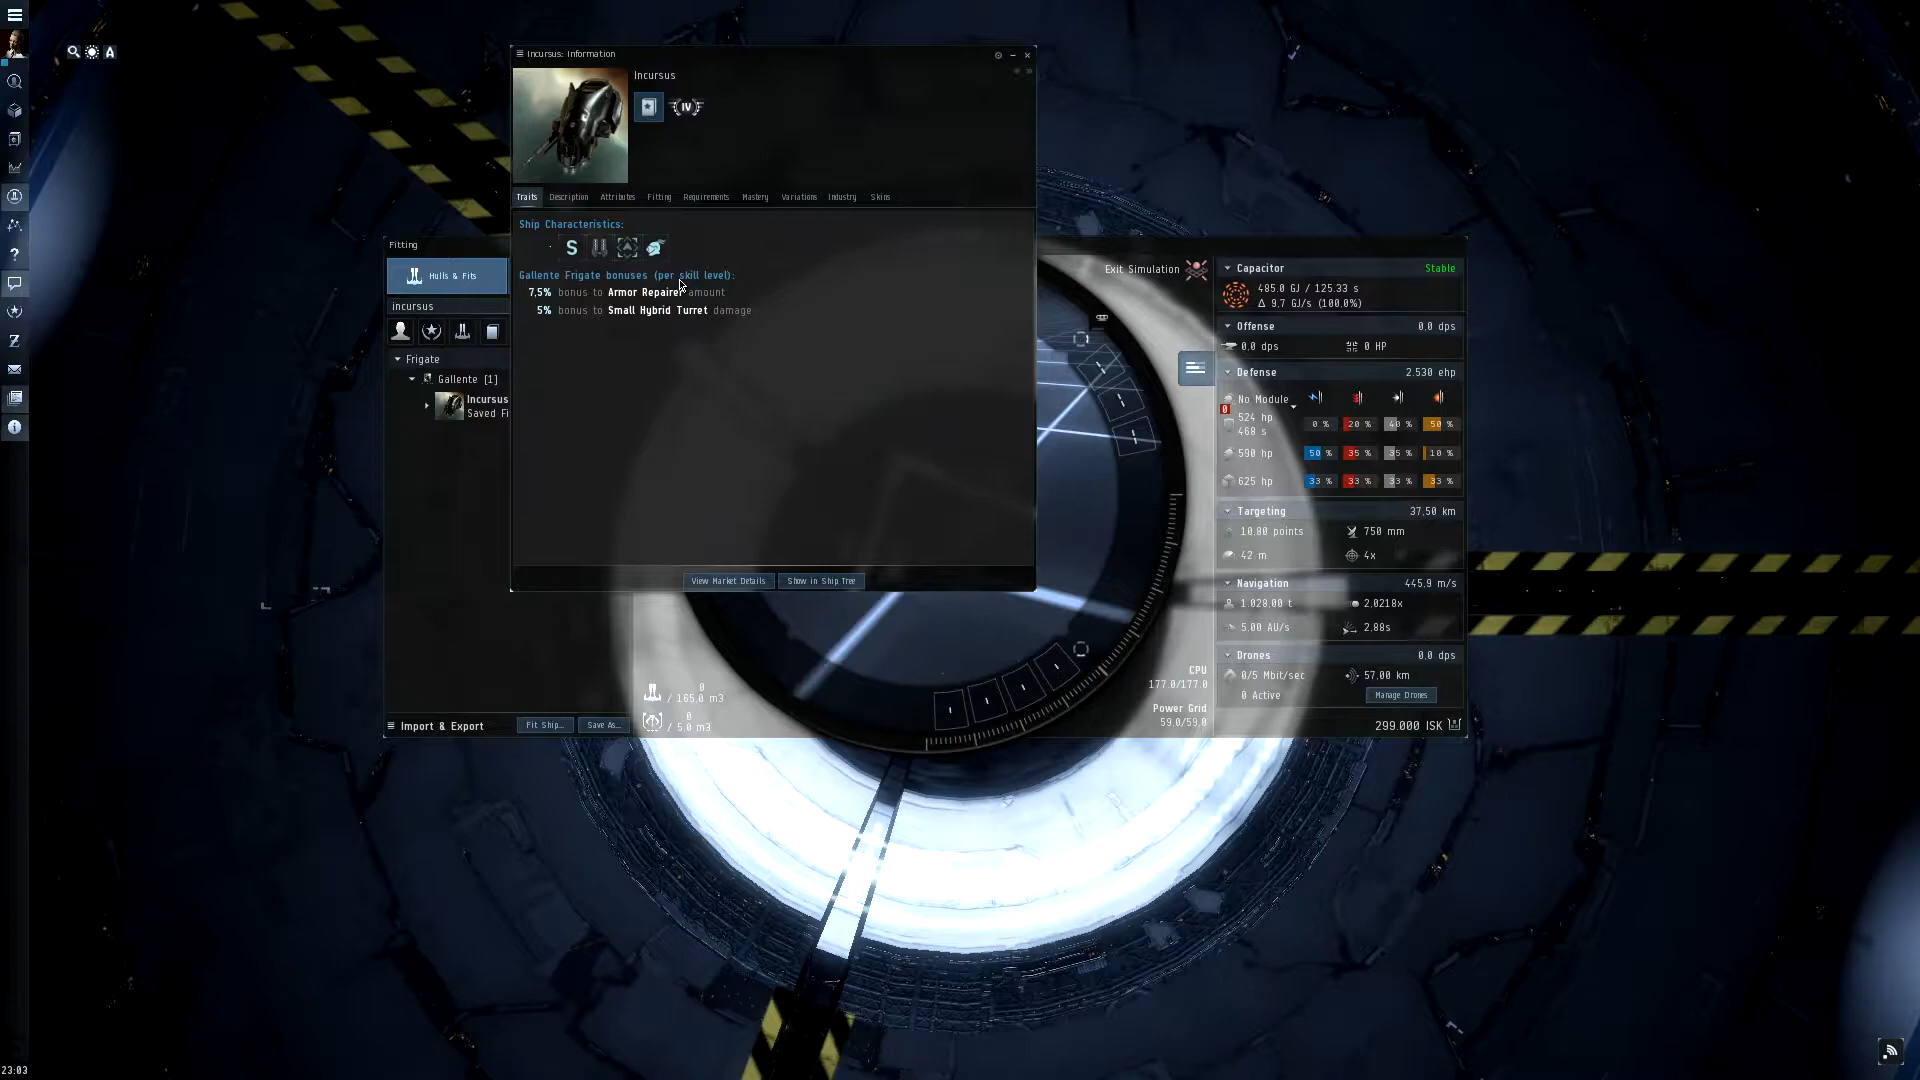 A
Incursus: Information
Incursus
IV
Traits Description Attributes Fitting Requirements Mastery Variations Industry Skins
Ship Characteristics:
S
Gallente Frigate bonuses (per skill level):
7,5% bonus to Armor Repairer amount
5% bonus to Small Hybrid Turret damage
View Market Details Show in Ship Tree
Fitting
Hulls & Fits
incursus
Frigate
Gallente [1]
Incursus
Saved Fi
Import & Export
Fit Ship... Save As...
0
/ 165,0 m3
0
/ 5,0 m3
Exit Simulation
CPU
177.0/177.0
Power Grid
59.0/59.0
Capacitor Stable
485.0 GJ / 125.33 s
Δ 9,7 GJ/s (100,0%)
Offense 0,0 dps
0,0 dps 0 HP
Defense 2.530 ehp
No Module
0
524 hp
468 s
0 % 20 % 40 % 50 %
590 hp 50 % 35 % 35 % 10 %
625 hp 33 % 33 % 33 % 33 %
Targeting 37,50 km
10.80 points 750 mm
42 m 4x
Navigation 445,9 m/s
1.028,00 t 2,0218x
5,00 AU/s 2,88s
Drones 0,0 dps
0/5 Mbit/sec 57.00 km
0 Active Manage Drones
299.000 ISK
Z
?
23:03